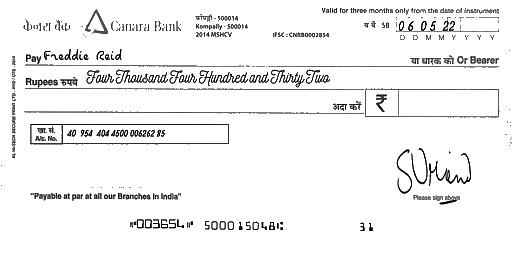 Valid for three months only from the date of instrument
केनरा बैंक Canara Bank
कोंपल्ली - 500014
Kompally - 500014
2014 MSHCV
IFSC : CNRB0002854
SB 06 05 22
D D M M Y Y Y Y
Pay Freddie Reid
या धारक को Or Bearer
Rupees रुपये Four Thousand Four Hundred and Thirty Two
अदा करें ₹
खा. सं.
A/c. No.
40 954 404 4500 006262 85
SUriand
"Payable at par at all our Branches in India"
Please sign above
⑈003654⑈ 500015048⑆ 31